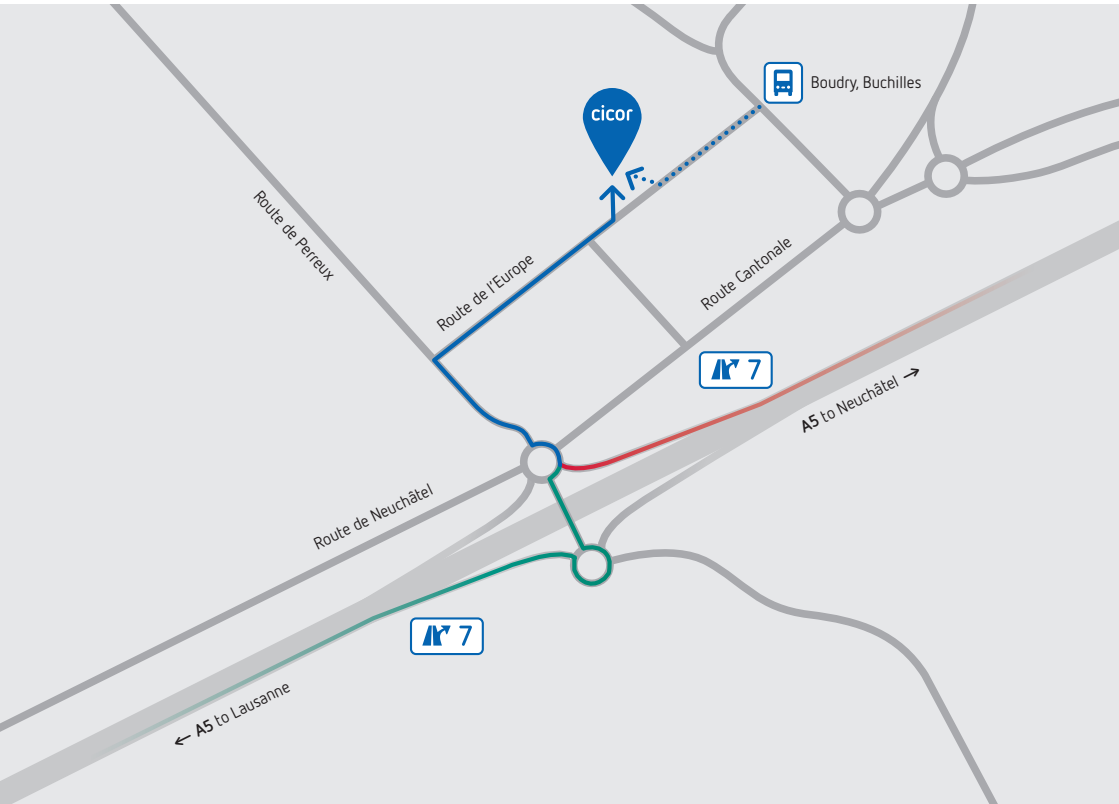 Boudry, Buchilles
cicor
Route de Perreux
Route de l'Europe
Route Cantonale
7
A5 to Neuchâtel →
Route de Neuchâtel
7
← A5 to Lausanne